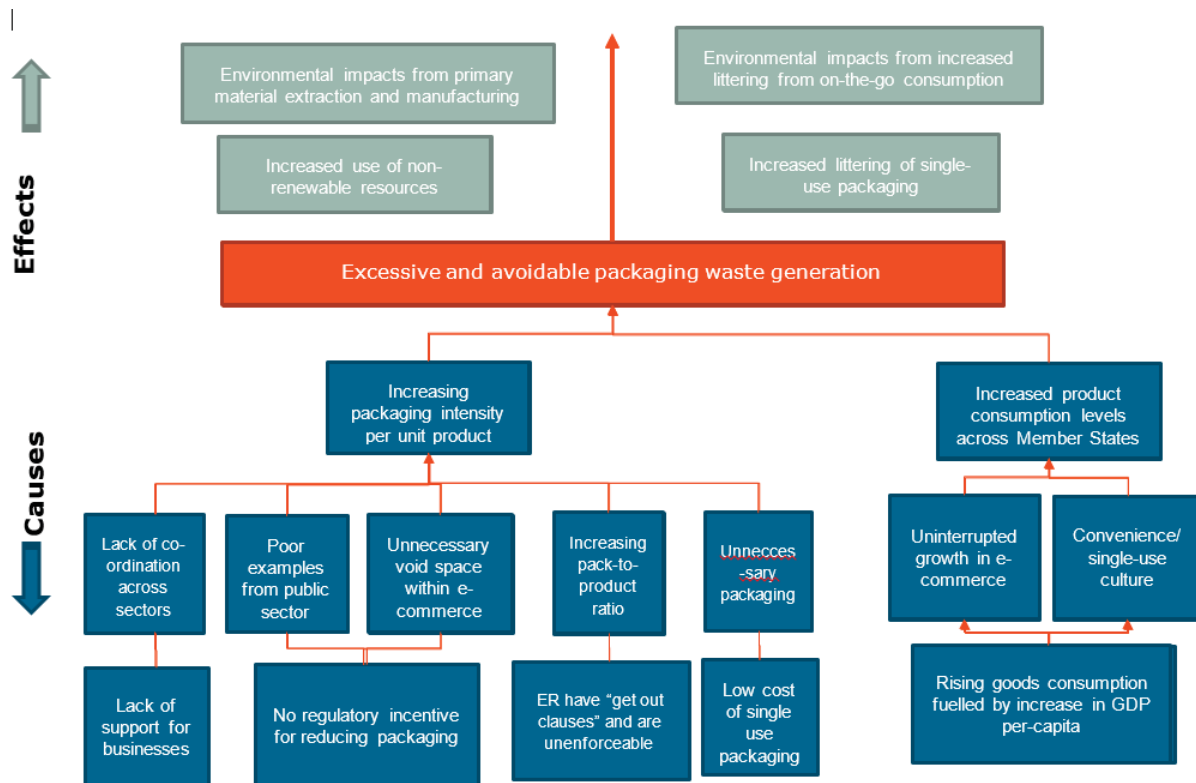 Environmental impacts from primary
material extraction and manufacturing
Environmental impacts from increased
littering from on-the-go consumption
Increased use of non-
renewable resources
Increased littering of single-
use packaging
Effects
Excessive and avoidable packaging waste generation
Increasing
packaging intensity
per unit product
Increased product
consumption levels
across Member States
Causes
Lack of co-
ordination across
sectors
Poor
examples
from public
sector
Unnecessary
void space
within e-
commerce
Increasing
pack-to-
product
ratio
Unnecces
-sary
packaging
Uninterrupted
growth in e-
commerce
Convenience/
single-use
culture
Lack of
support for
businesses
No regulatory incentive
for reducing packaging
ER have “get out
clauses“ and are
unenforceable
Low cost
of single
use
packaging
Rising goods consumption
fuelled by increase in GDP
per-capita